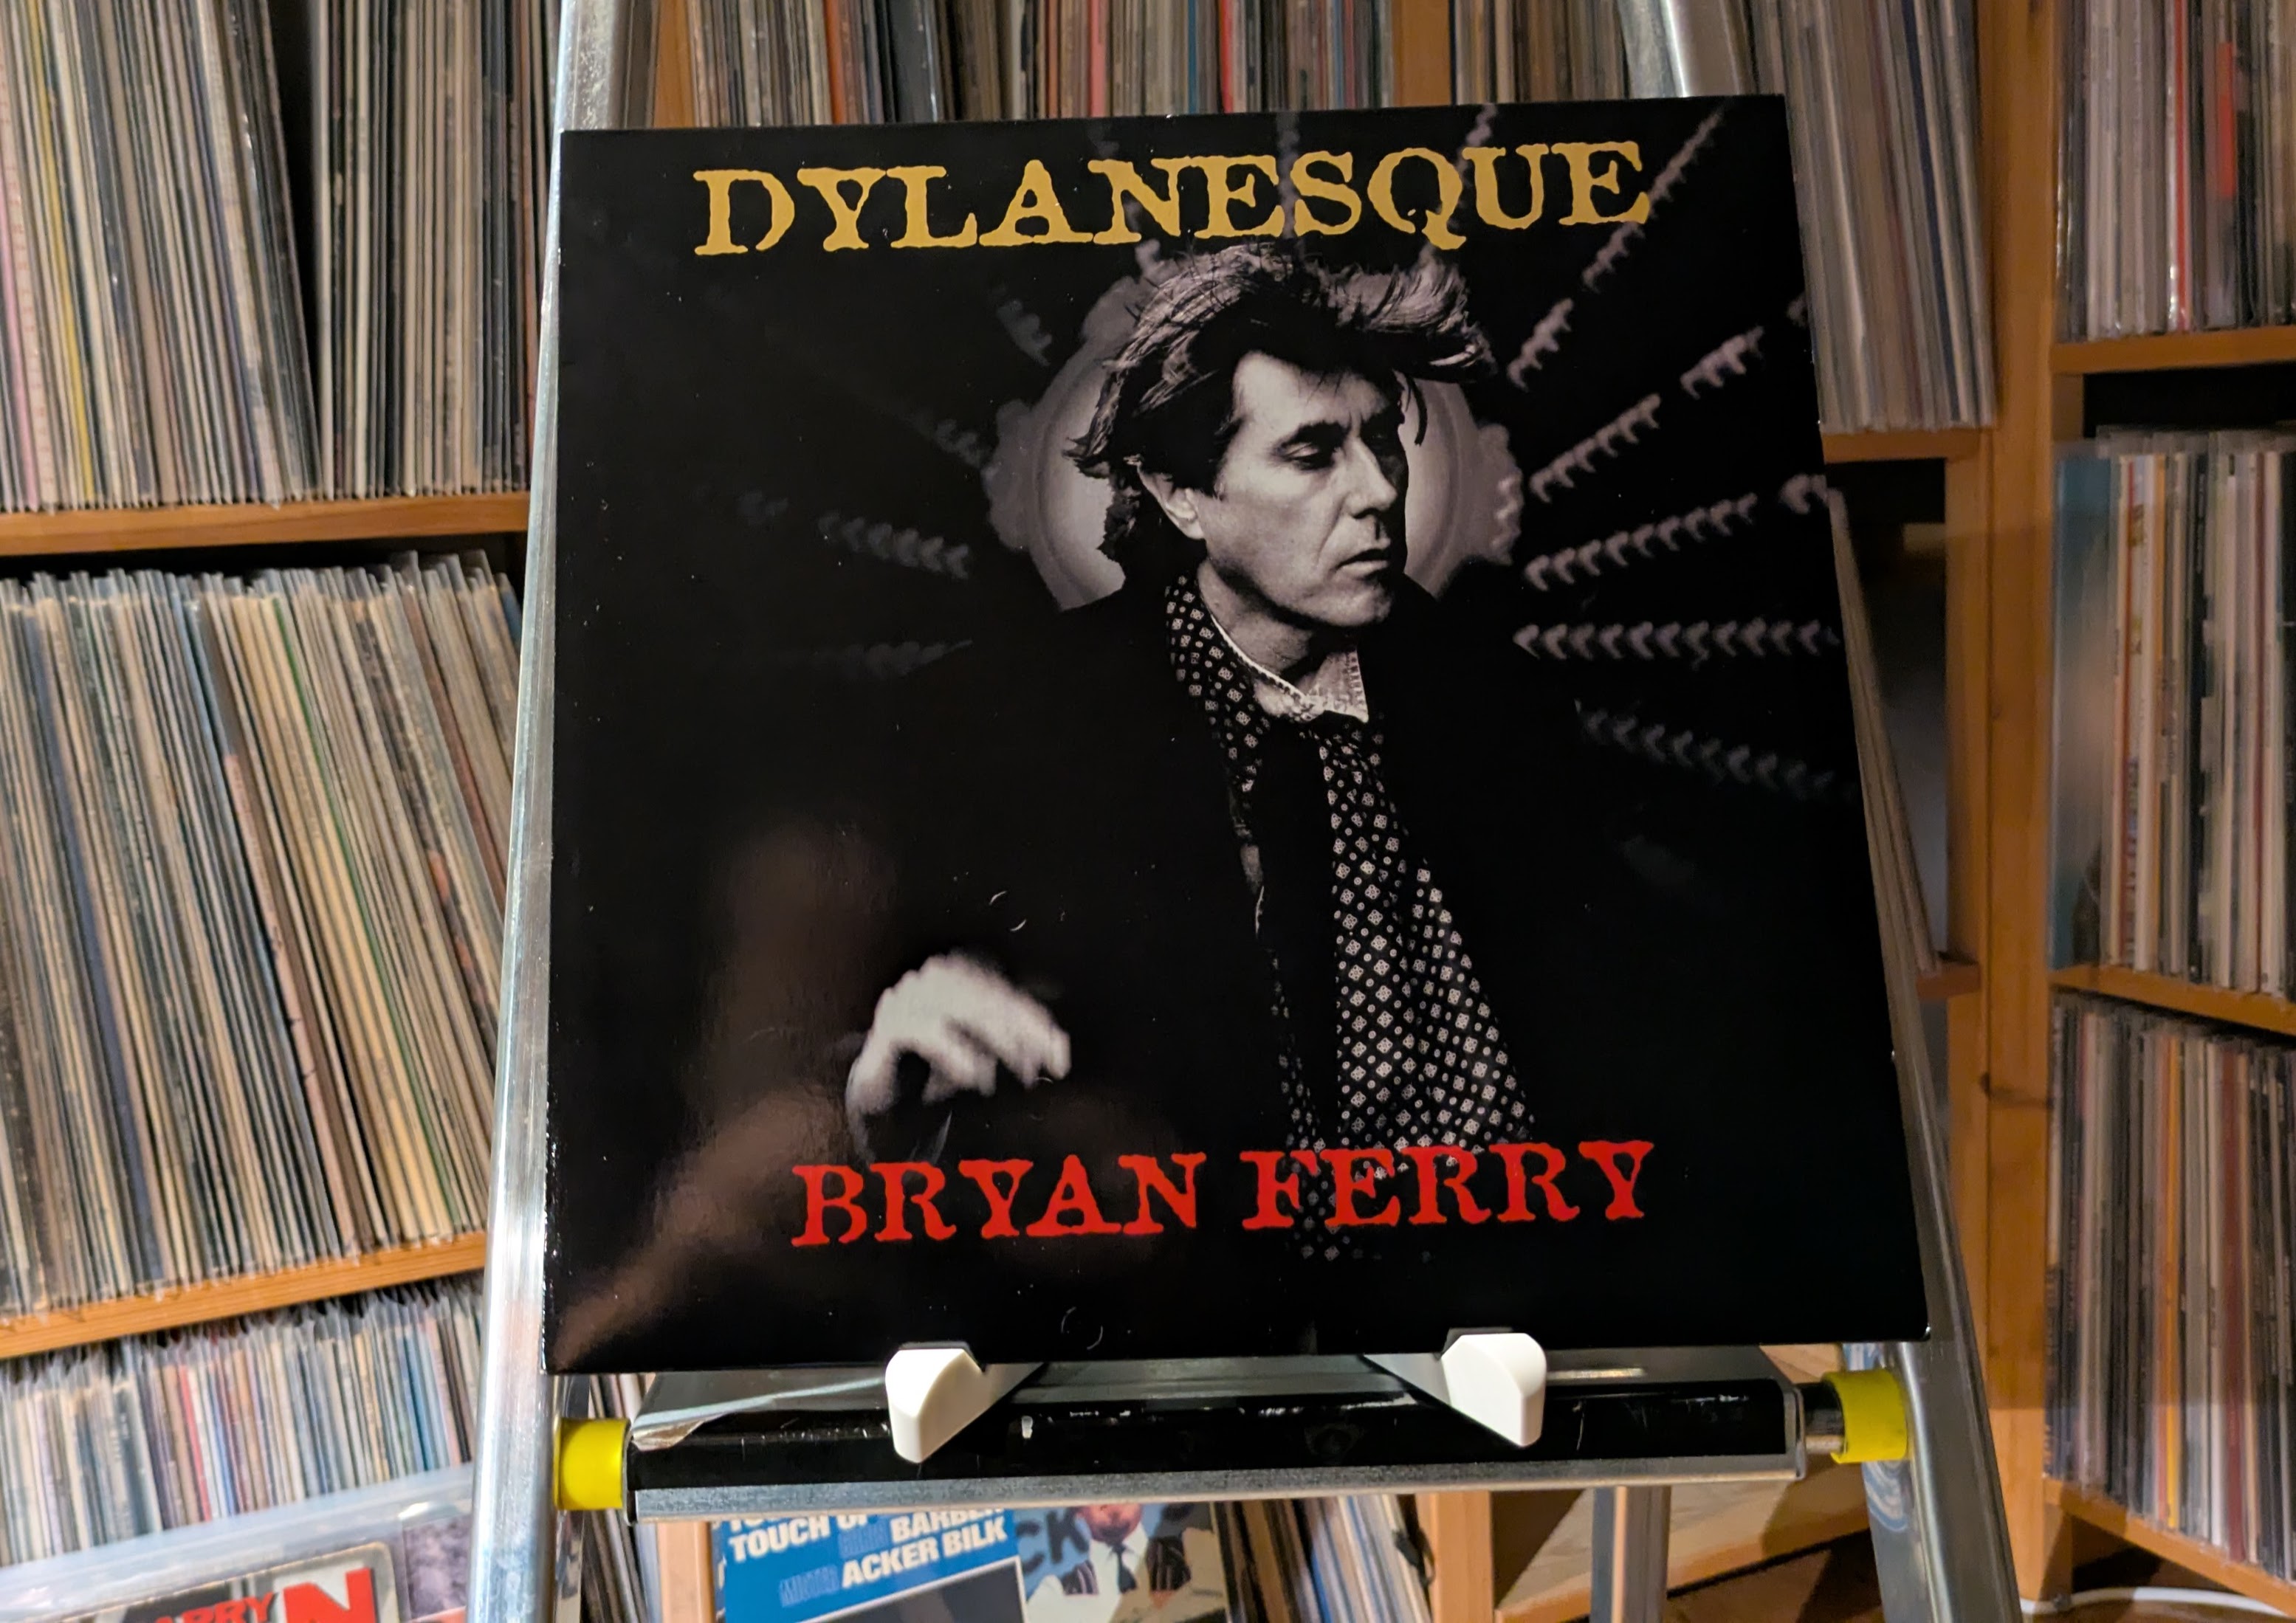 DYLANESQUE
BRYAN FERRY
TOUCH OF
BARBER
ACKER BILK